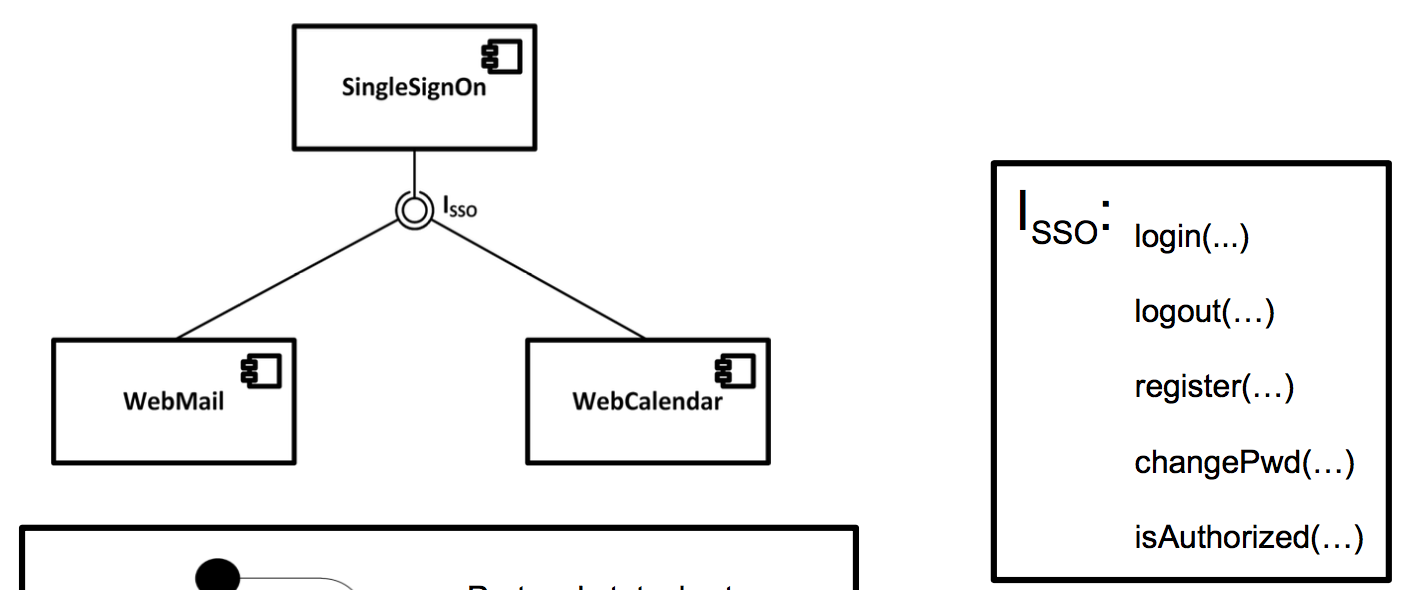 SingleSignOn
ISSO
WebMail
WebCalendar
ISSO:
login(...)
logout(…)
register(…)
changePwd(…)
isAuthorized(…)